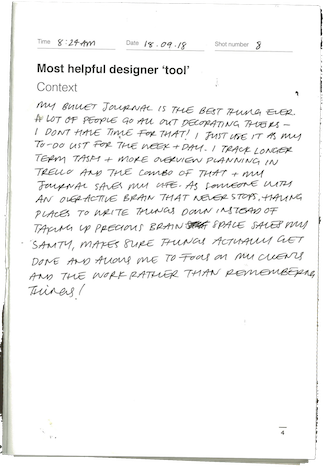 Time 8:24AM Date 18.09.18 Shot number 8
Most helpful designer 'tool'
Context
MY BULLET JOURNAL IS THE BEST THING EVER
A LOT OF PEOPLE GO ALL OUT DECORATING THEIRS –
I DONT HAVE TIME FOR THAT! I JUST USE IT AS MY
TO-DO LIST FOR THE WEEK + DAY. I TRACK LONGER
TERM TASKS + MORE OVERVIEW PLANNING IN
TRELLO AND THE COMBO OF THAT + MY
JOURNAL SAVES MY LIFE. AS SOMEONE WITH
AN OVERACTIVE BRAIN THAT NEVER STOPS, HAVING
PLACES TO WRITE THINGS DOWN INSTEAD OF
TAKING UP PRECIOUS BRAIN SPACE SAVES MY
SANITY, MAKES SURE THINGS ACTUALLY GET
DONE AND ALLOWS ME TO FOCUS ON MY CLIENTS
AND THE WORK RATHER THAN REMEMBERING
THINGS!
4